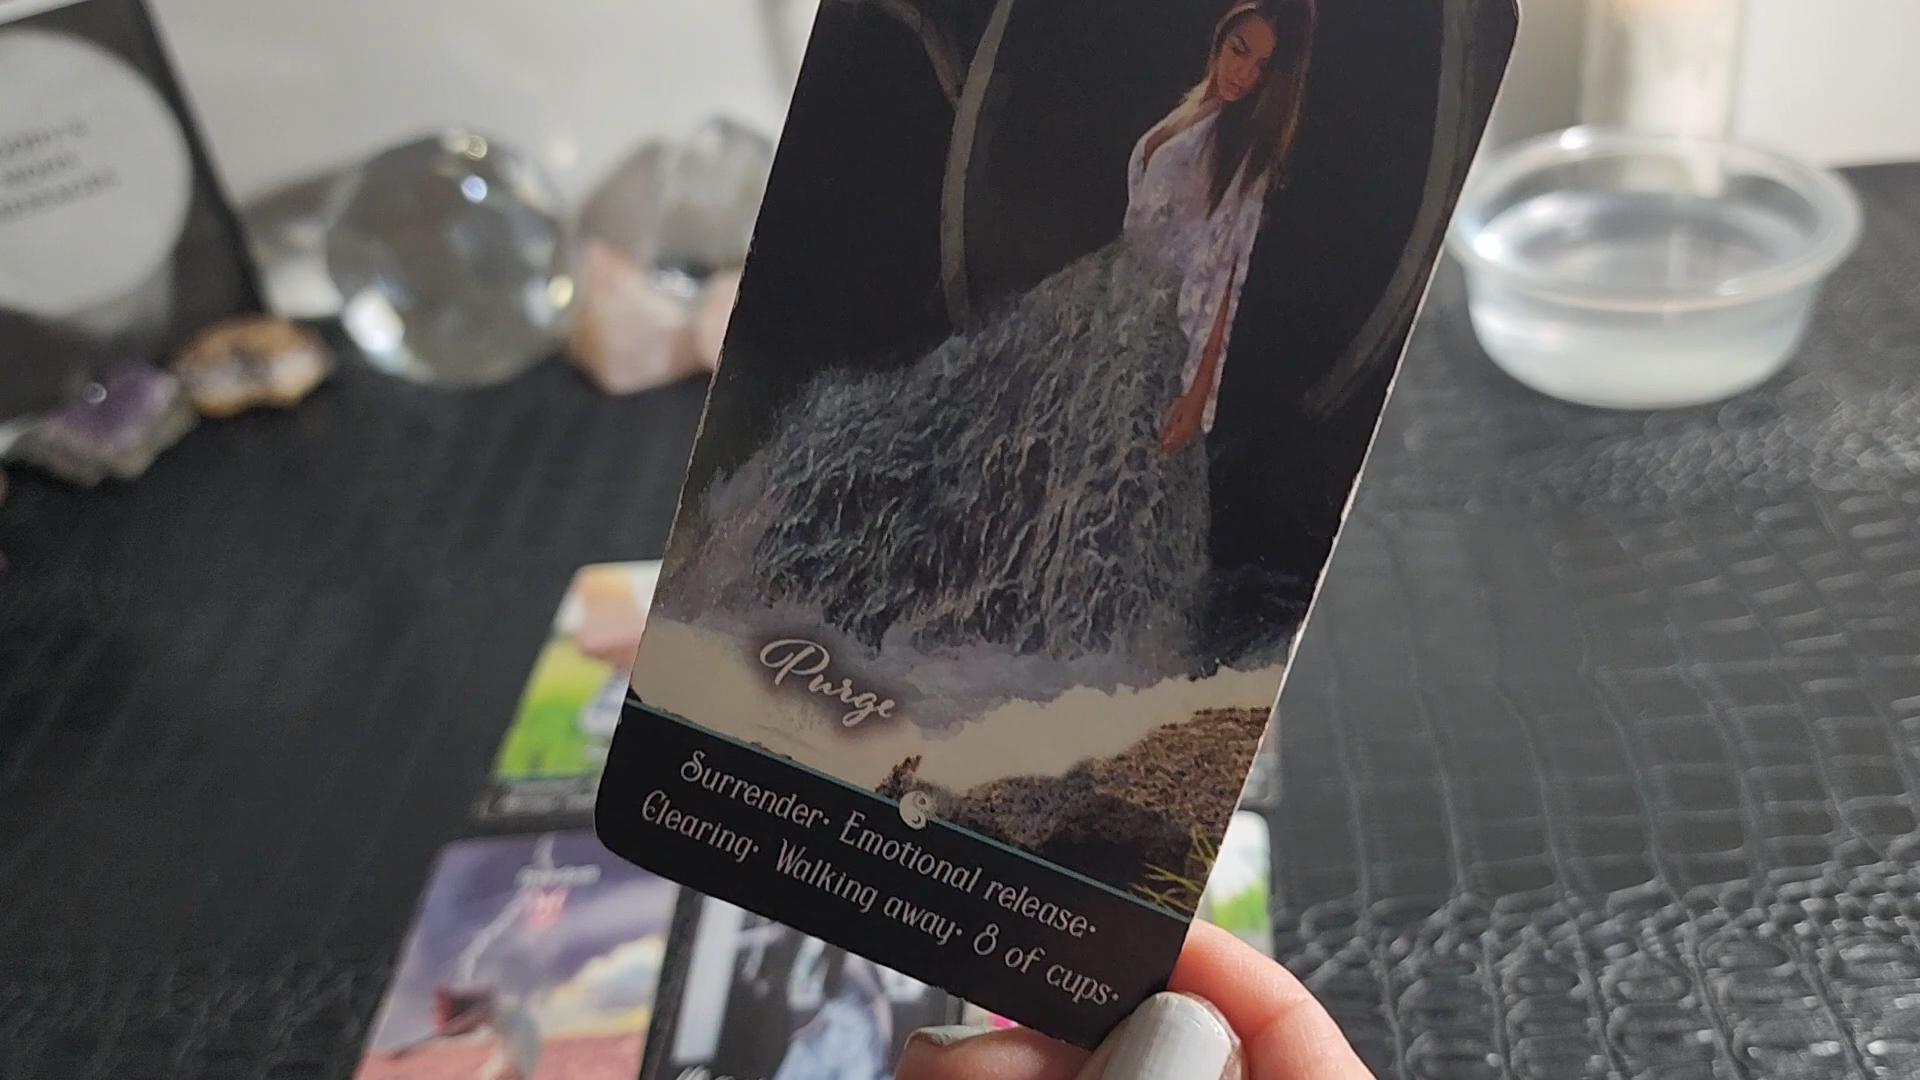 Purge
Surrender· Emotional release·
Clearing· Walking away· 8 of cups·